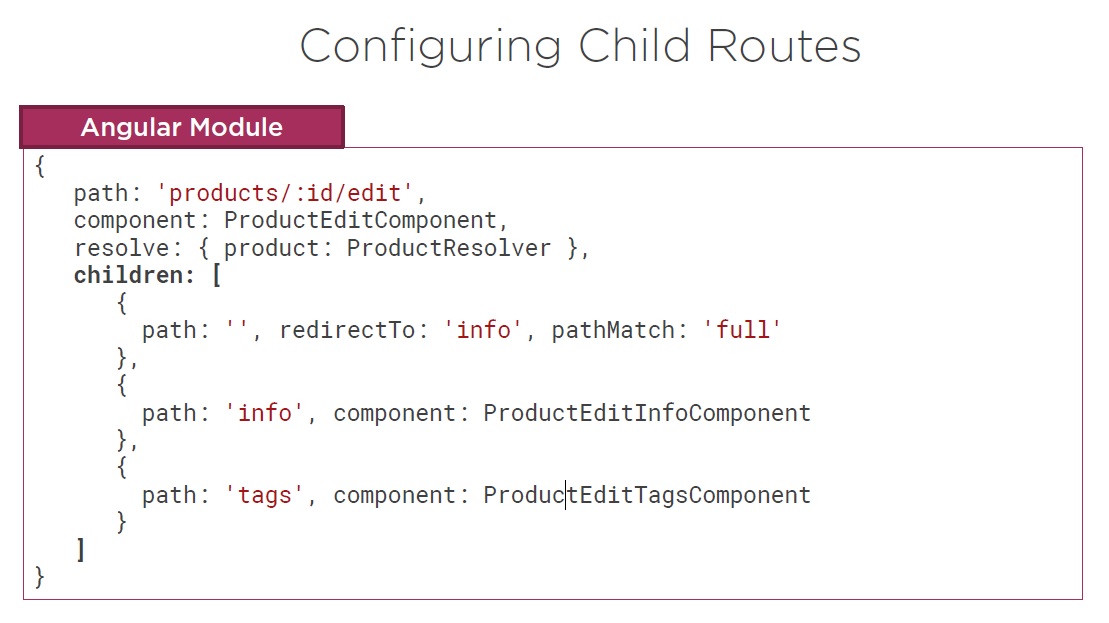 Configuring Child Routes
Angular Module
{
path: 'products/:id/edit',
component: ProductEditComponent,
resolve: { product: ProductResolver },
children: [
{
path: '', redirectTo: 'info', pathMatch: 'full'
},
{
path: 'info', component: ProductEditInfoComponent
},
{
path: 'tags', component: ProductEditTagsComponent
}
]
}